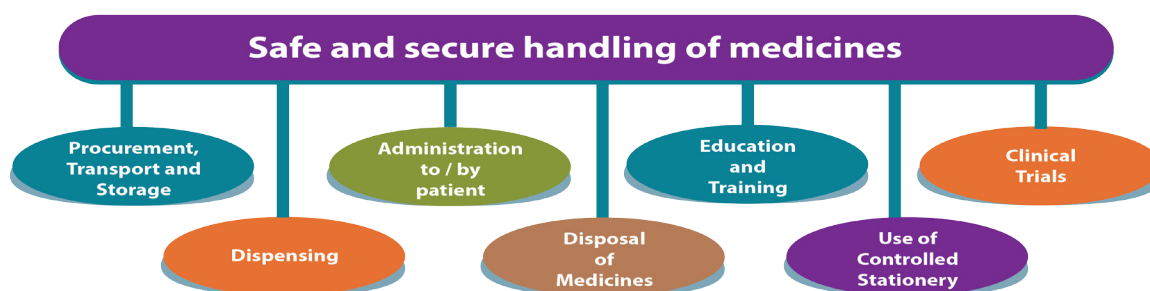 Safe and secure handling of medicines
Procurement,
Transport and
Storage
Dispensing
Administration
to / by
patient
Disposal
of
Medicines
Education
and
Training
Use of
Controlled
Stationery
Clinical
Trials